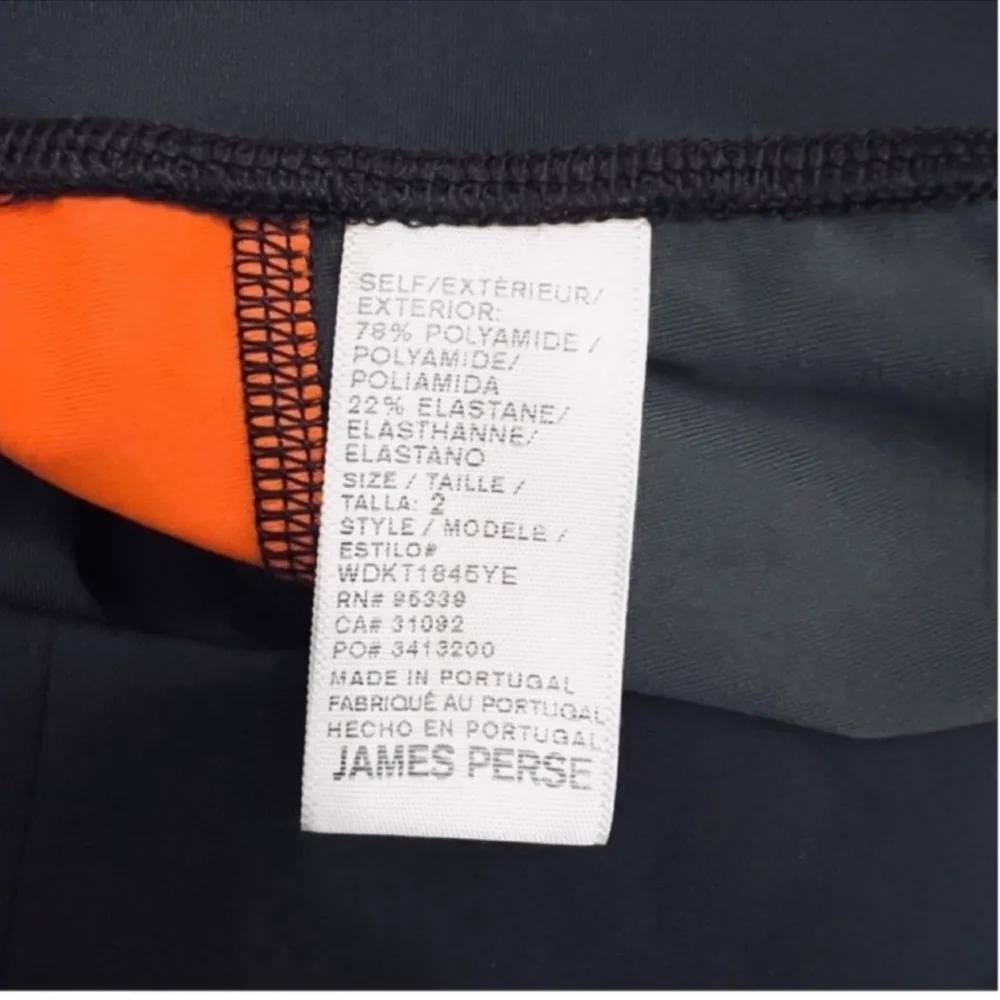 SELF/EXTÉRIEUR/
EXTERIOR:
78% POLYAMIDE /
POLYAMIDE/
POLIAMIDA
22% ELASTANE/
ELASTHANNE/
ELASTANO
SIZE / TAILLE /
TALLA: 2
STYLE / MODELE /
ESTILO#
WDKT1845YE
RN# 95339
CA# 31092
PO# 3413200
MADE IN PORTUGAL
FABRIQUÉ AU PORTUGAL
HECHO EN PORTUGAL
JAMES PERSE